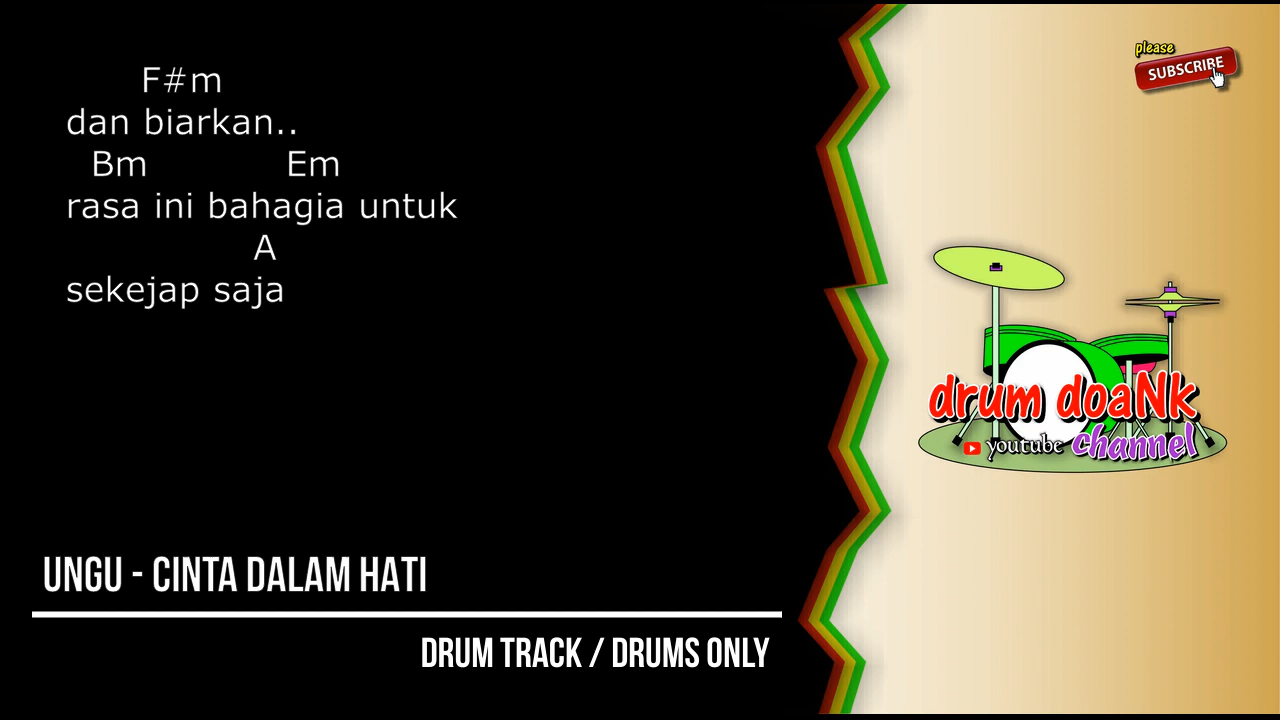 F#m
dan biarkan..
Bm Em
rasa ini bahagia untuk
A
sekejap saja
UNGU - CINTA DALAM HATI
DRUM TRACK / DRUMS ONLY
please
SUBSCRIBE
drum doaNk
youtube channel